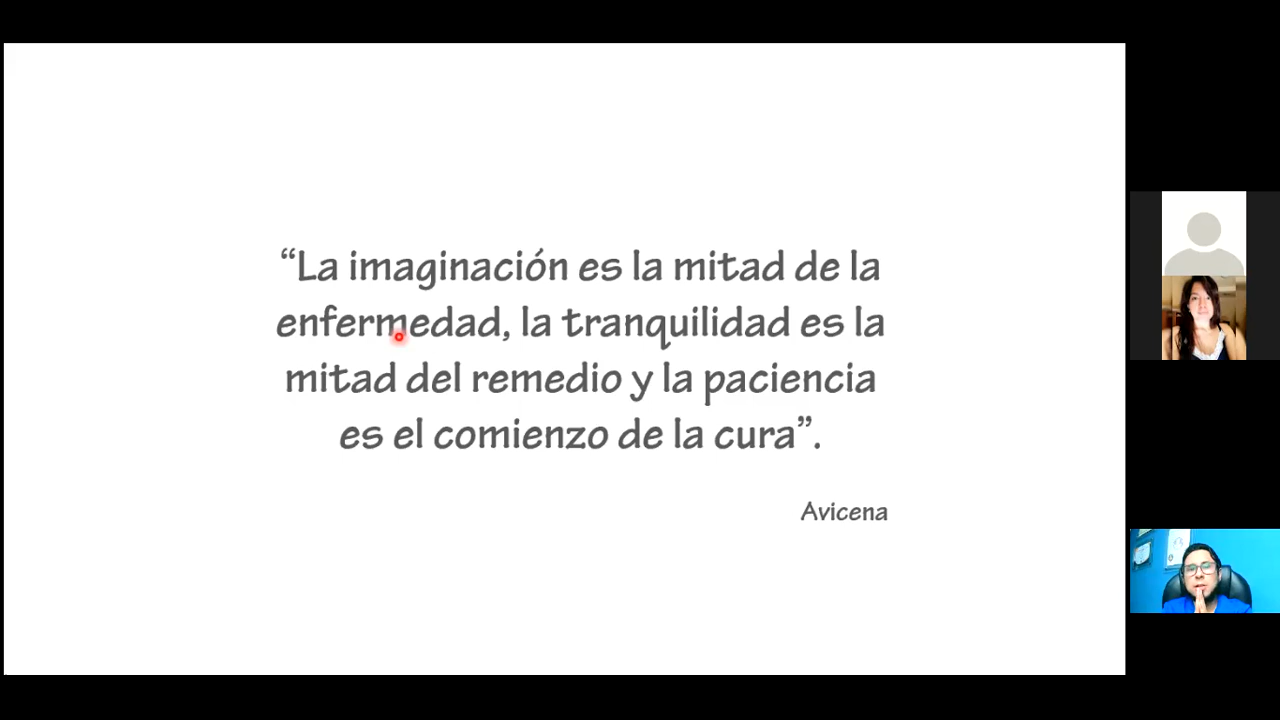 “La imaginación es la mitad de la
enfermedad, la tranquilidad es la
mitad del remedio y la paciencia
es el comienzo de la cura”.
Avicena